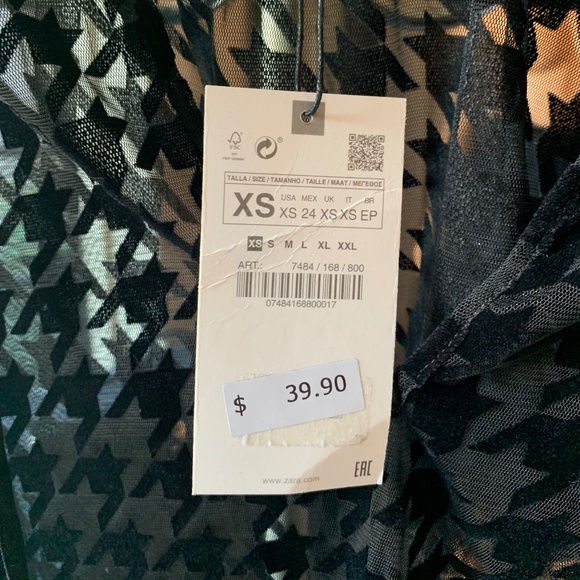 FSC
TALLA / SIZE / TAMANHO / TAILLE / MAAT / ΜΕΓΕΘΟΣ
XS USA MEX UK IT BR
XS 24 XS XS EP
XS S M L XL XXL
ART.: 7484 / 168 / 800
07484168800017
$ 39.90
www.zara.com
EAC